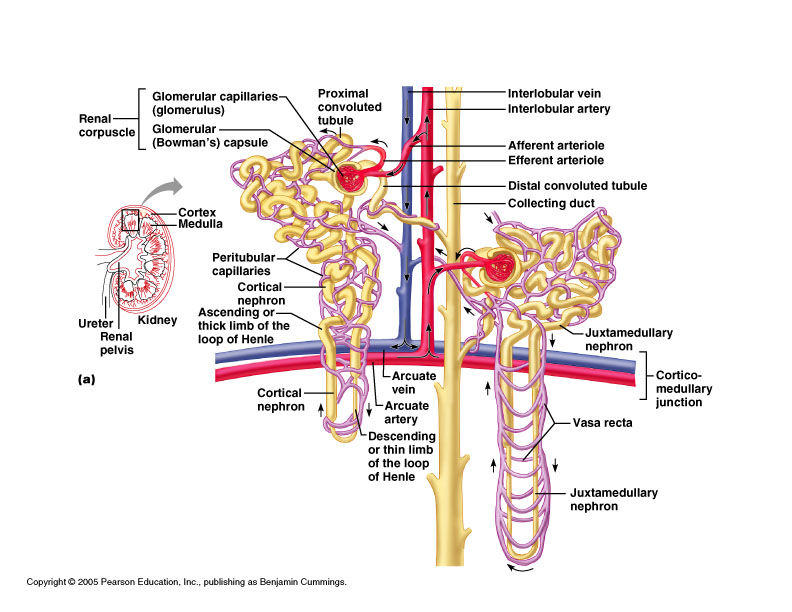 Renal
corpuscle
Glomerular capillaries
(glomerulus)
Glomerular
(Bowman's) capsule
Proximal
convoluted
tubule
Interlobular vein
Interlobular artery
Afferent arteriole
Efferent arteriole
Distal convoluted tubule
Collecting duct
Cortex
Medulla
Peritubular
capillaries
Cortical
nephron
Ascending or
thick limb of the
loop of Henle
Ureter
Renal
pelvis
Kidney
(a)
Cortical
nephron
Arcuate
vein
Arcuate
artery
Descending
or thin limb
of the loop
of Henle
Juxtamedullary
nephron
Cortico-
medullary
junction
Vasa recta
Juxtamedullary
nephron
Copyright © 2005 Pearson Education, Inc., publishing as Benjamin Cummings.